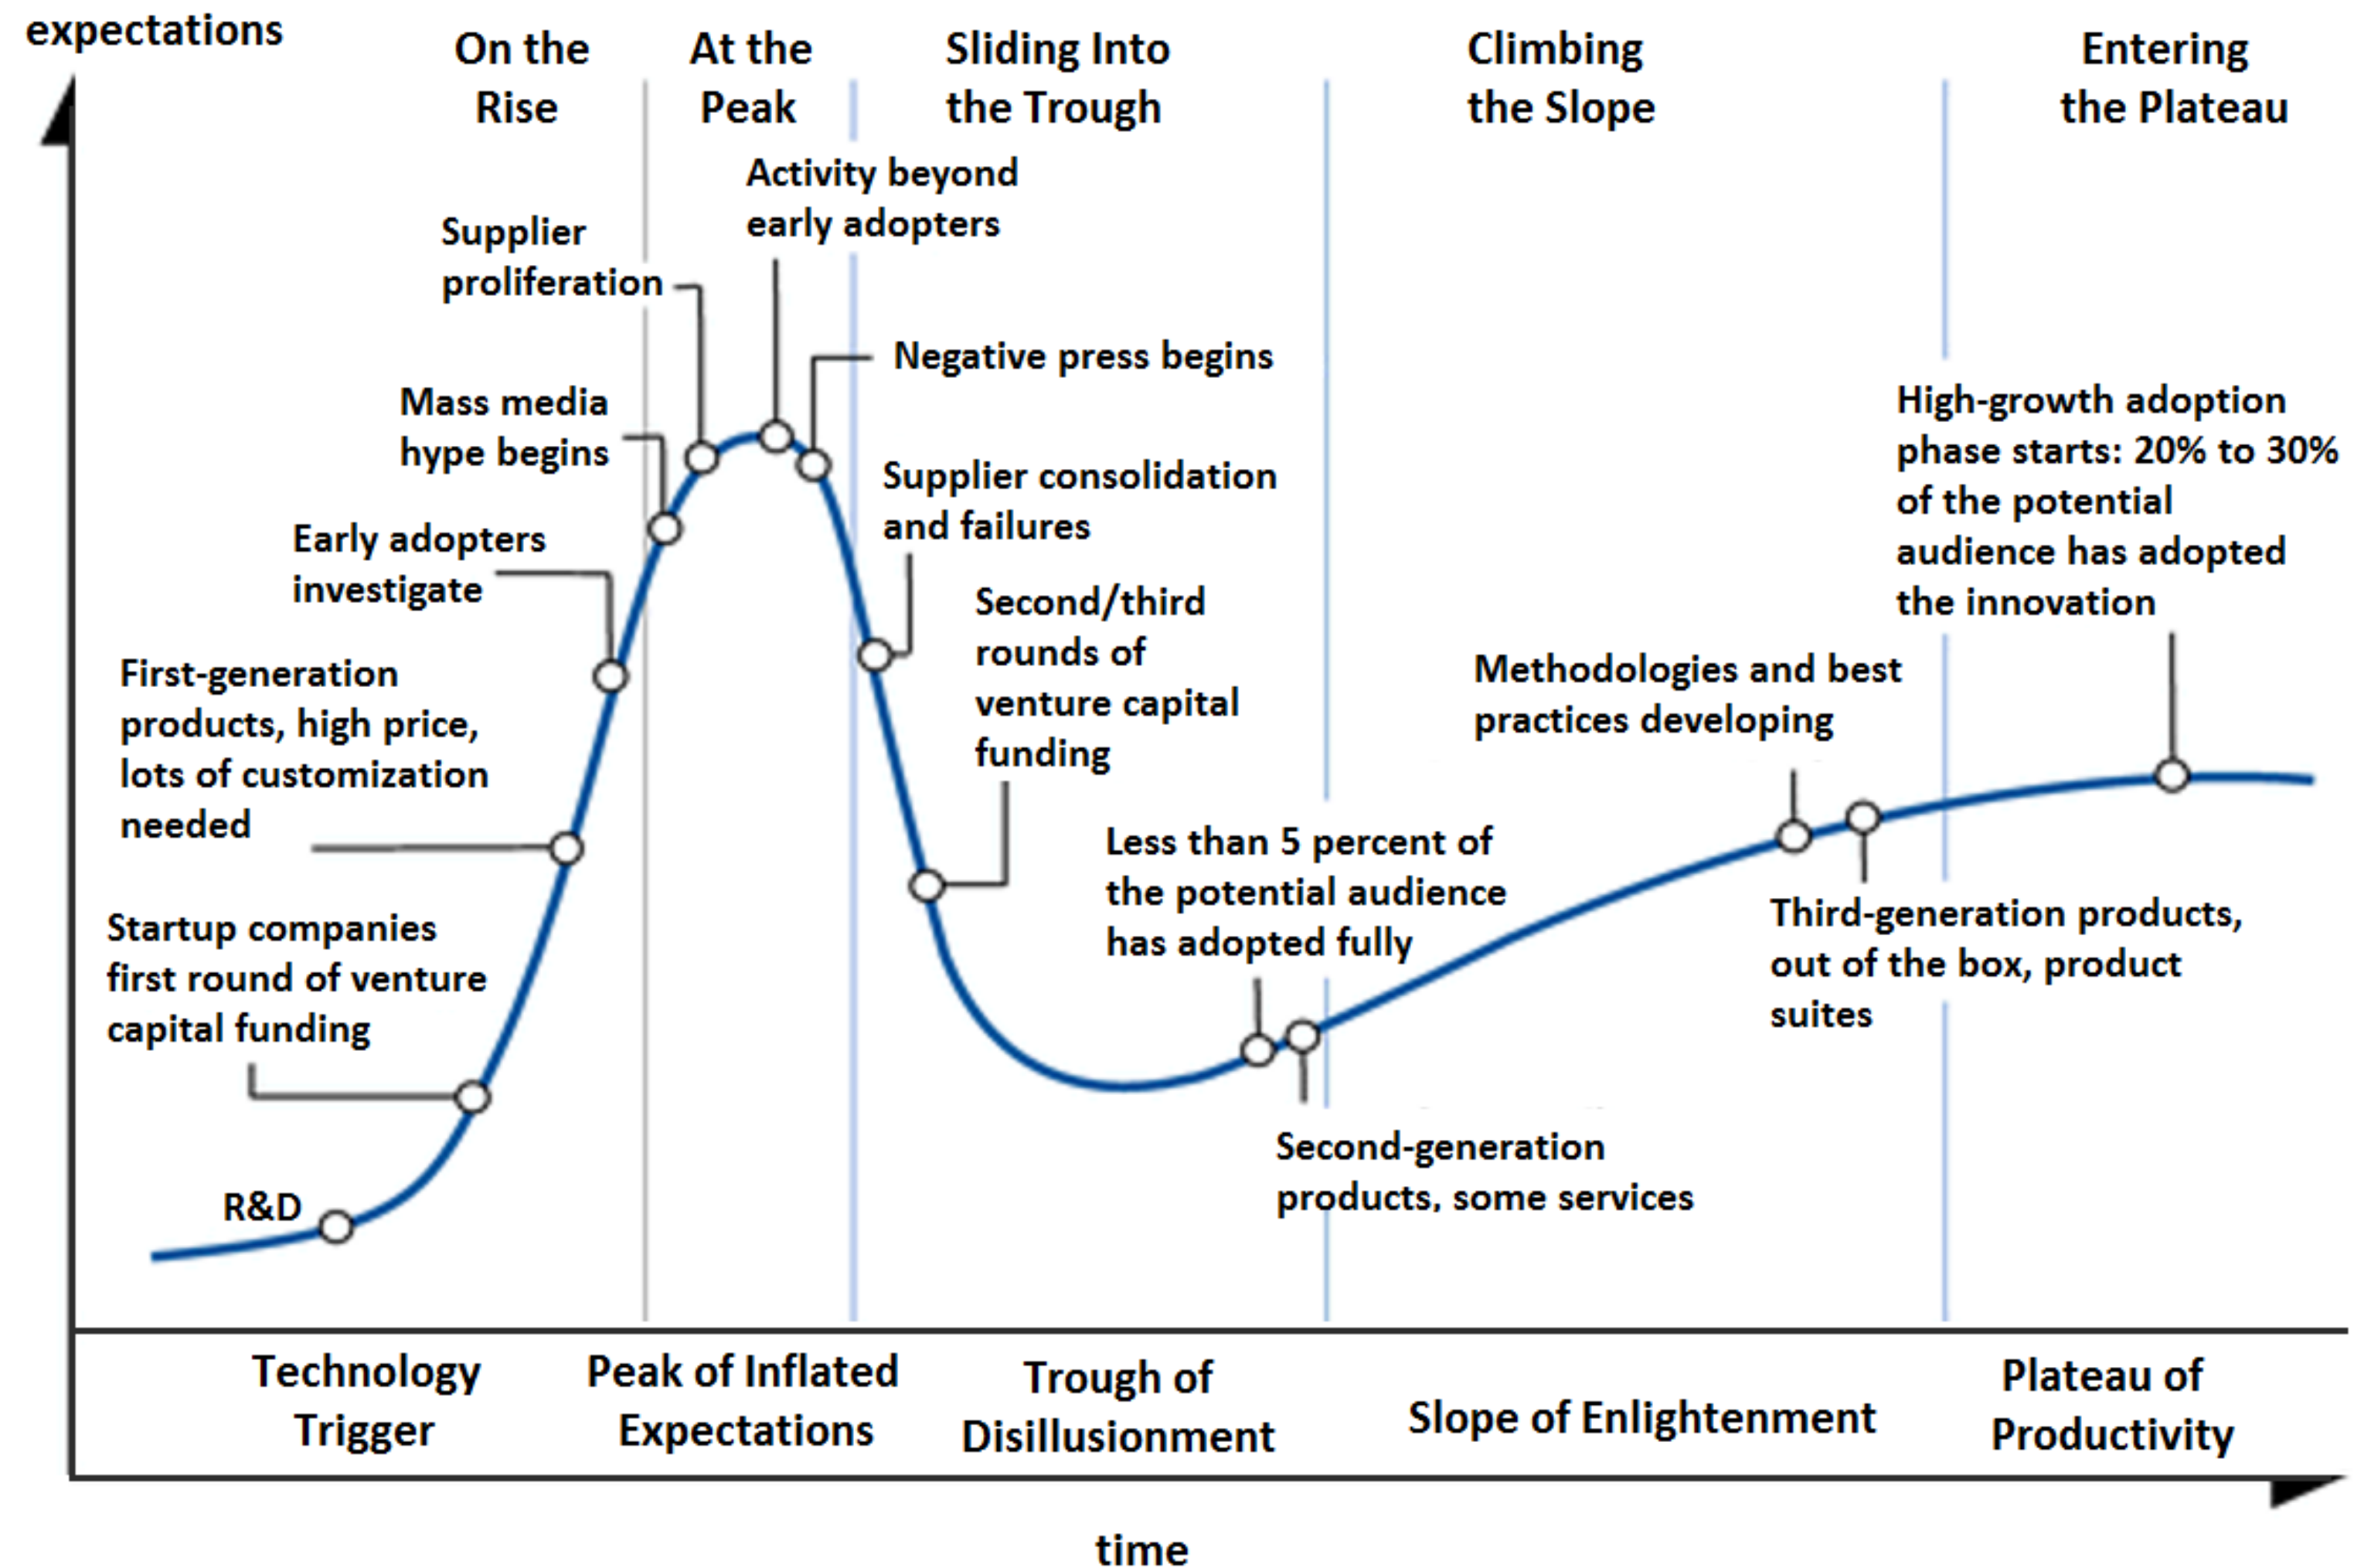 expectations
On the
Rise
At the
Peak
Sliding Into
the Trough
Climbing
the Slope
Entering
the Plateau
Activity beyond
early adopters
Supplier
proliferation
Negative press begins
Mass media
hype begins
High-growth adoption
phase starts: 20% to 30%
of the potential
audience has adopted
the innovation
Supplier consolidation
and failures
Early adopters
investigate
Second/third
rounds of
venture capital
funding
First-generation
products, high price,
lots of customization
needed
Methodologies and best
practices developing
Less than 5 percent of
the potential audience
has adopted fully
Startup companies
first round of venture
capital funding
Third-generation products,
out of the box, product
suites
Second-generation
products, some services
R&D
Technology
Trigger
Peak of Inflated
Expectations
Trough of
Disillusionment
Slope of Enlightenment
Plateau of
Productivity
time